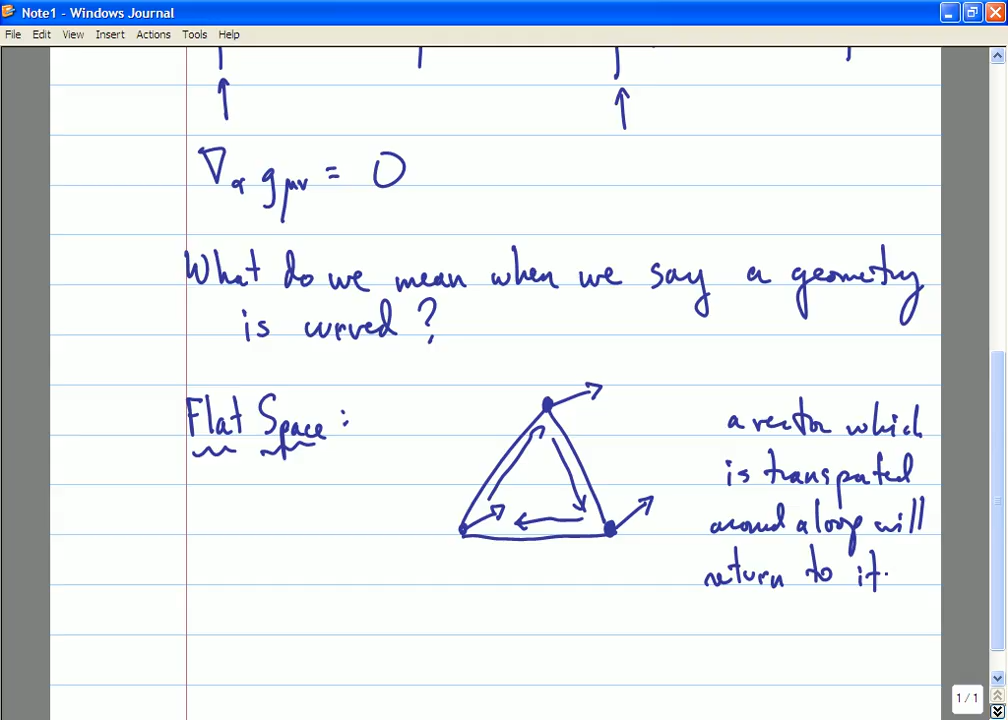 Note1 - Windows Journal
File Edit View Insert Actions Tools Help
∇α gμν = 0
What do we mean when we say a geometry
is curved?
Flat Space:
a vector which
is transpated
around a loop will
return to it.
1/1